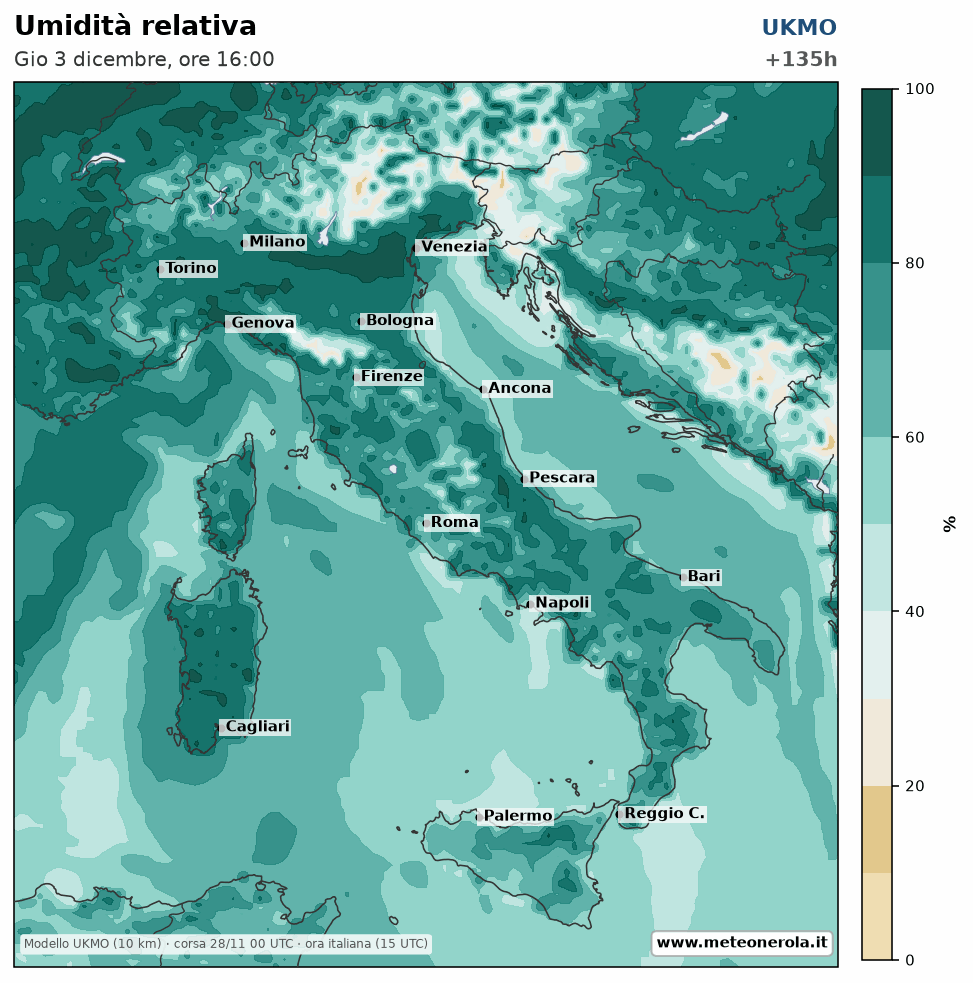 Umidità relativa
UKMO
Gio 3 dicembre, ore 16:00
+135h
100
80
60
40
20
0
%
Milano
Venezia
Torino
Genova
Bologna
Firenze
Ancona
Pescara
Roma
Bari
Napoli
Cagliari
Palermo
Reggio C.
Modello UKMO (10 km) · corsa 28/11 00 UTC · ora italiana (15 UTC)
www.meteonerola.it